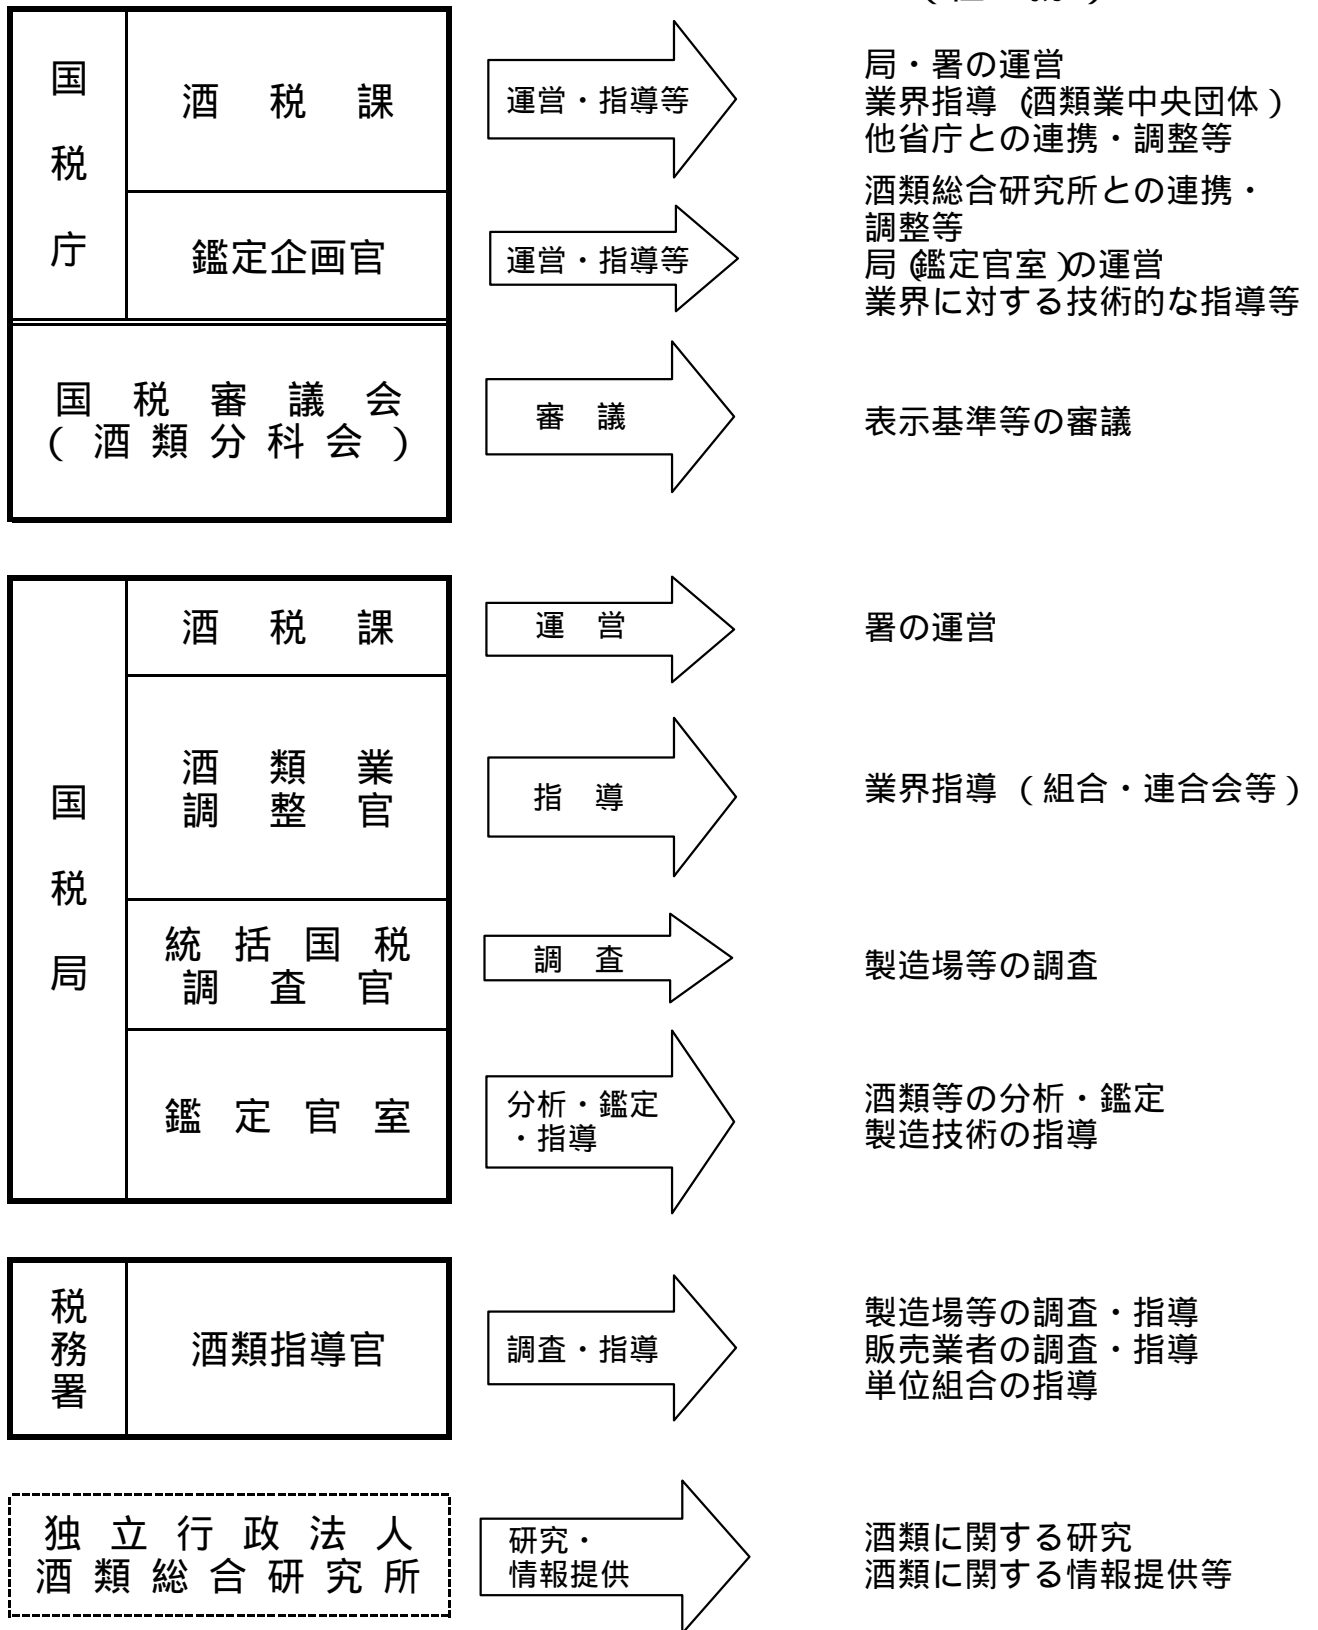 国税庁
酒税課
運営・指導等
局・署の運営
業界指導（酒類業中央団体）
他省庁との連携・調整等
鑑定企画官
運営・指導等
酒類総合研究所との連携・
調整等
局（鑑定官室）の運営
業界に対する技術的な指導等
国税審議会
（酒類分科会）
審議
表示基準等の審議
国税局
酒税課
運営
署の運営
酒類業
調整官
指導
業界指導（組合・連合会等）
統括国税
調査官
調査
製造場等の調査
鑑定官室
分析・鑑定
・指導
酒類等の分析・鑑定
製造技術の指導
税務署
酒類指導官
調査・指導
製造場等の調査・指導
販売業者の調査・指導
単位組合の指導
独立行政法人
酒類総合研究所
研究・
情報提供
酒類に関する研究
酒類に関する情報提供等